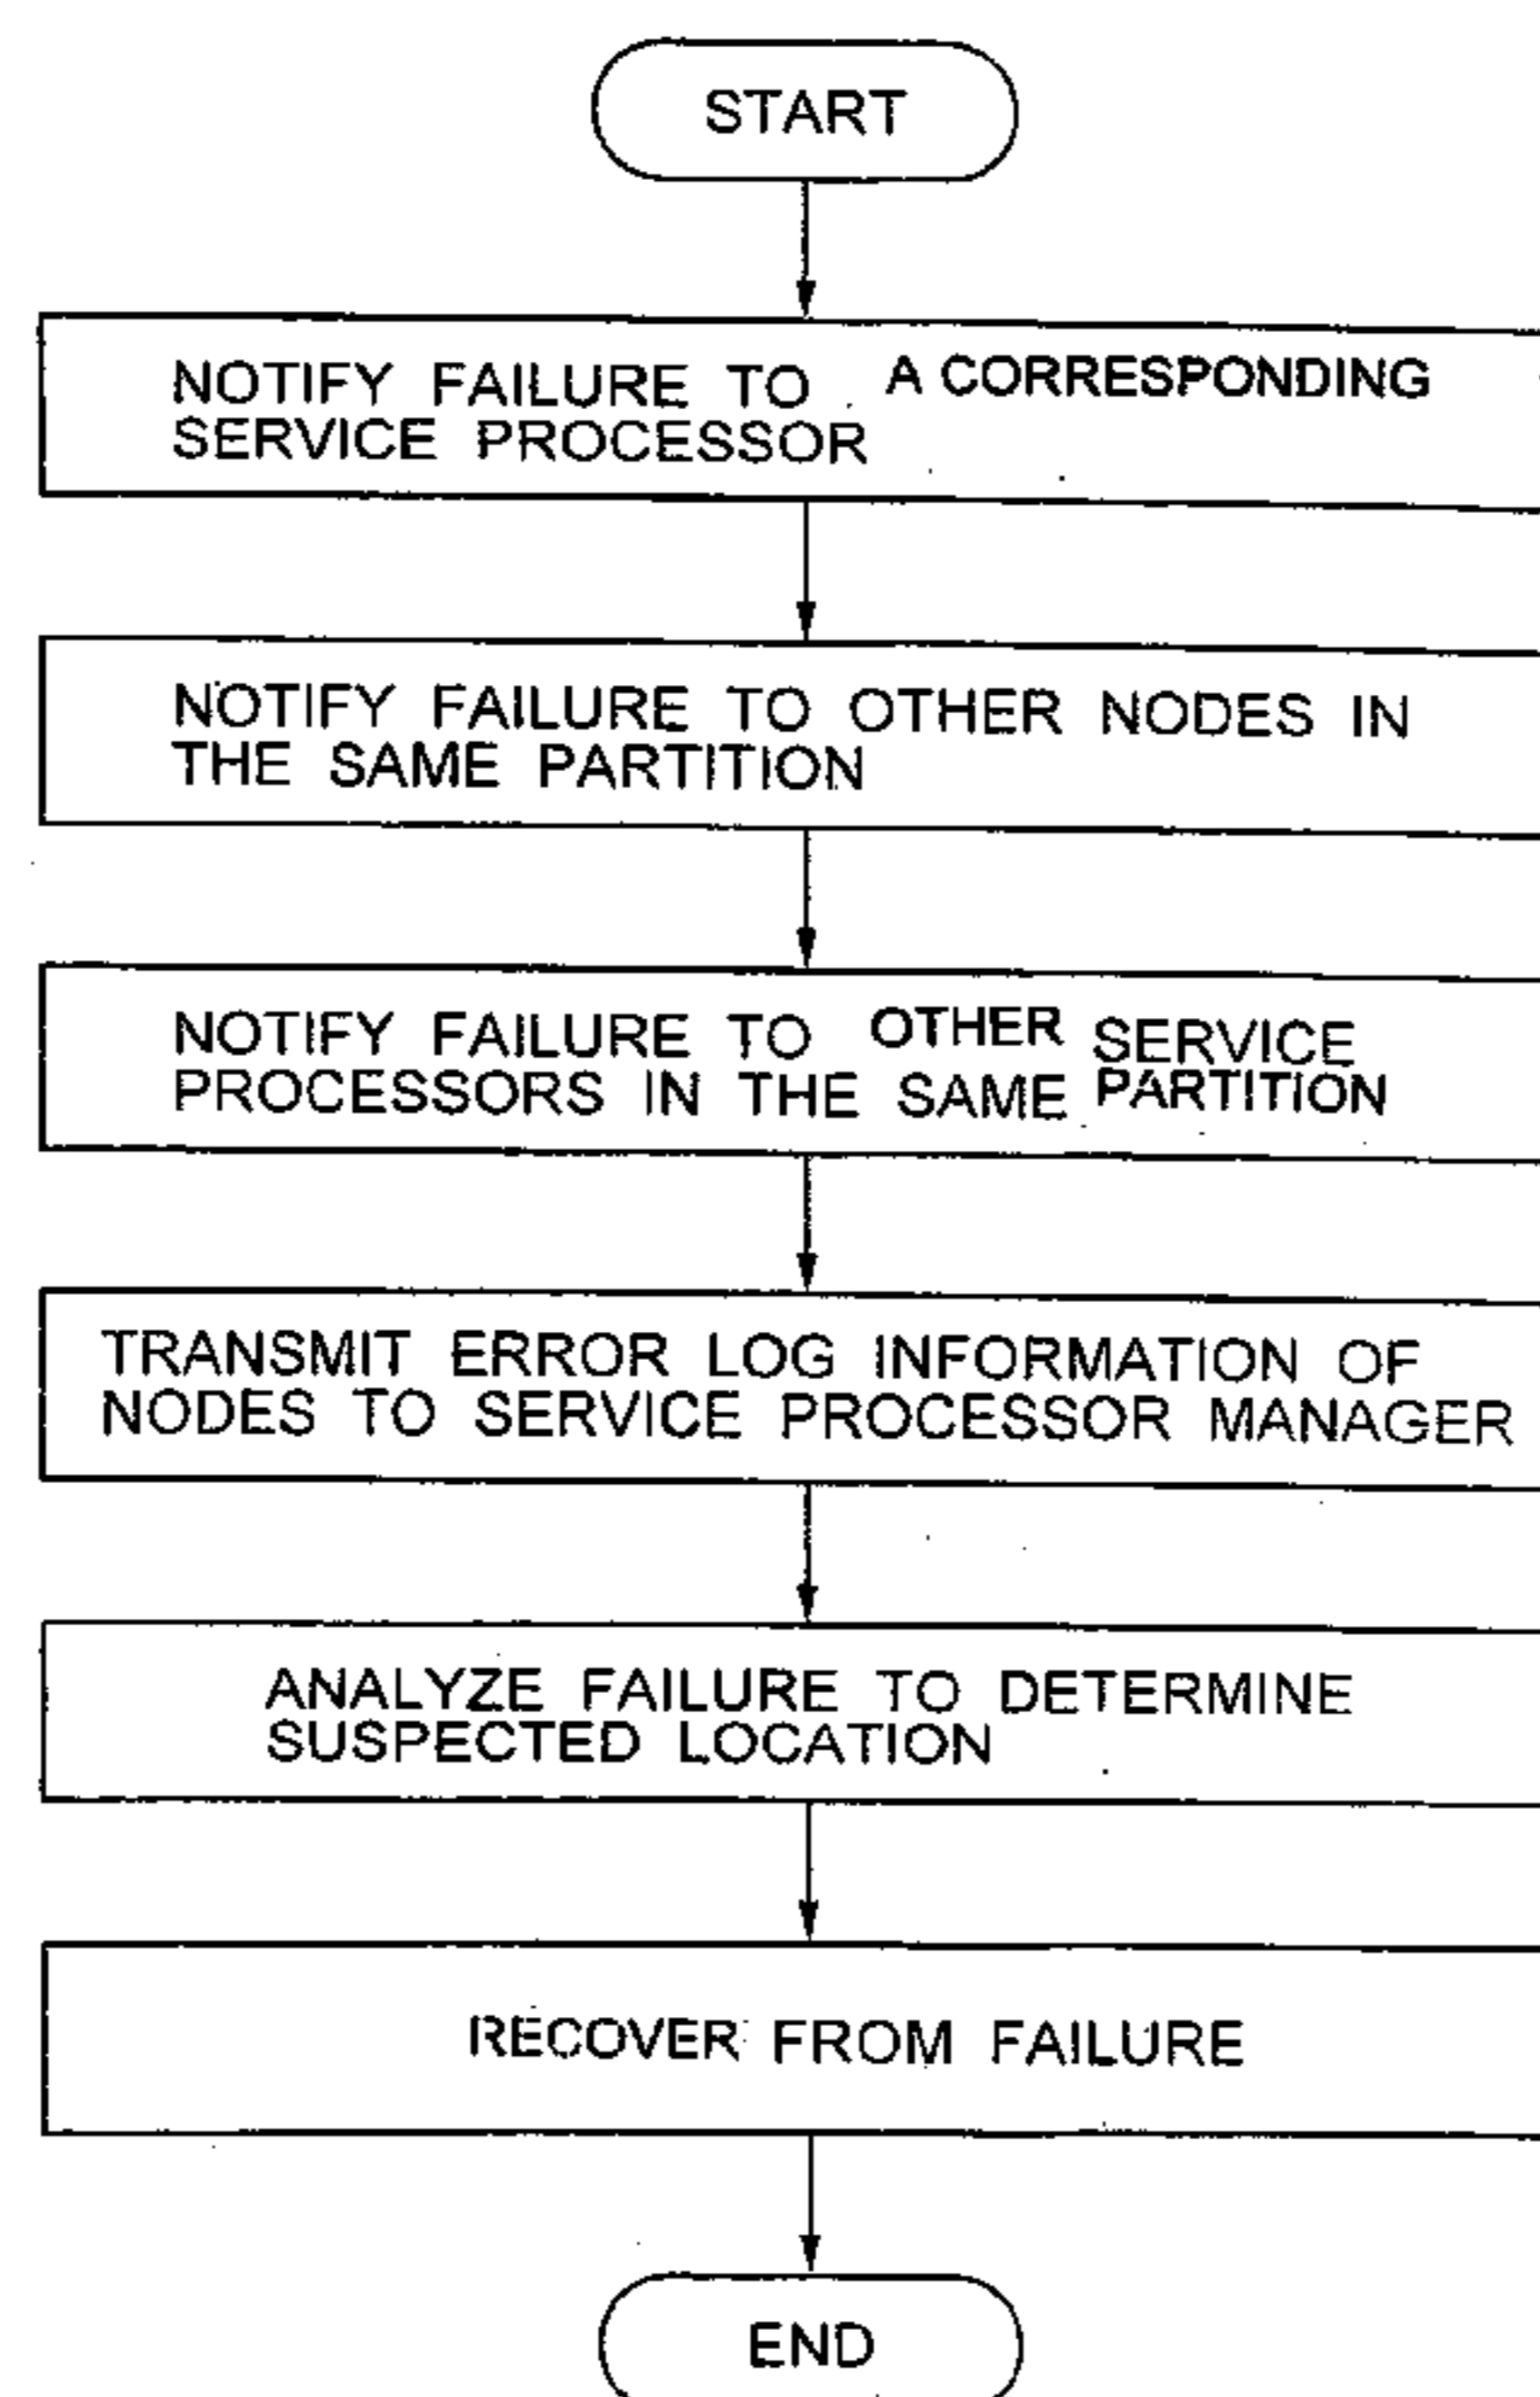 START
NOTIFY FAILURE TO A CORRESPONDING
SERVICE PROCESSOR
NOTIFY FAILURE TO OTHER NODES IN
THE SAME PARTITION
NOTIFY FAILURE TO OTHER SERVICE
PROCESSORS IN THE SAME PARTITION
TRANSMIT ERROR LOG INFORMATION OF
NODES TO SERVICE PROCESSOR MANAGER
ANALYZE FAILURE TO DETERMINE
SUSPECTED LOCATION
RECOVER FROM FAILURE
END